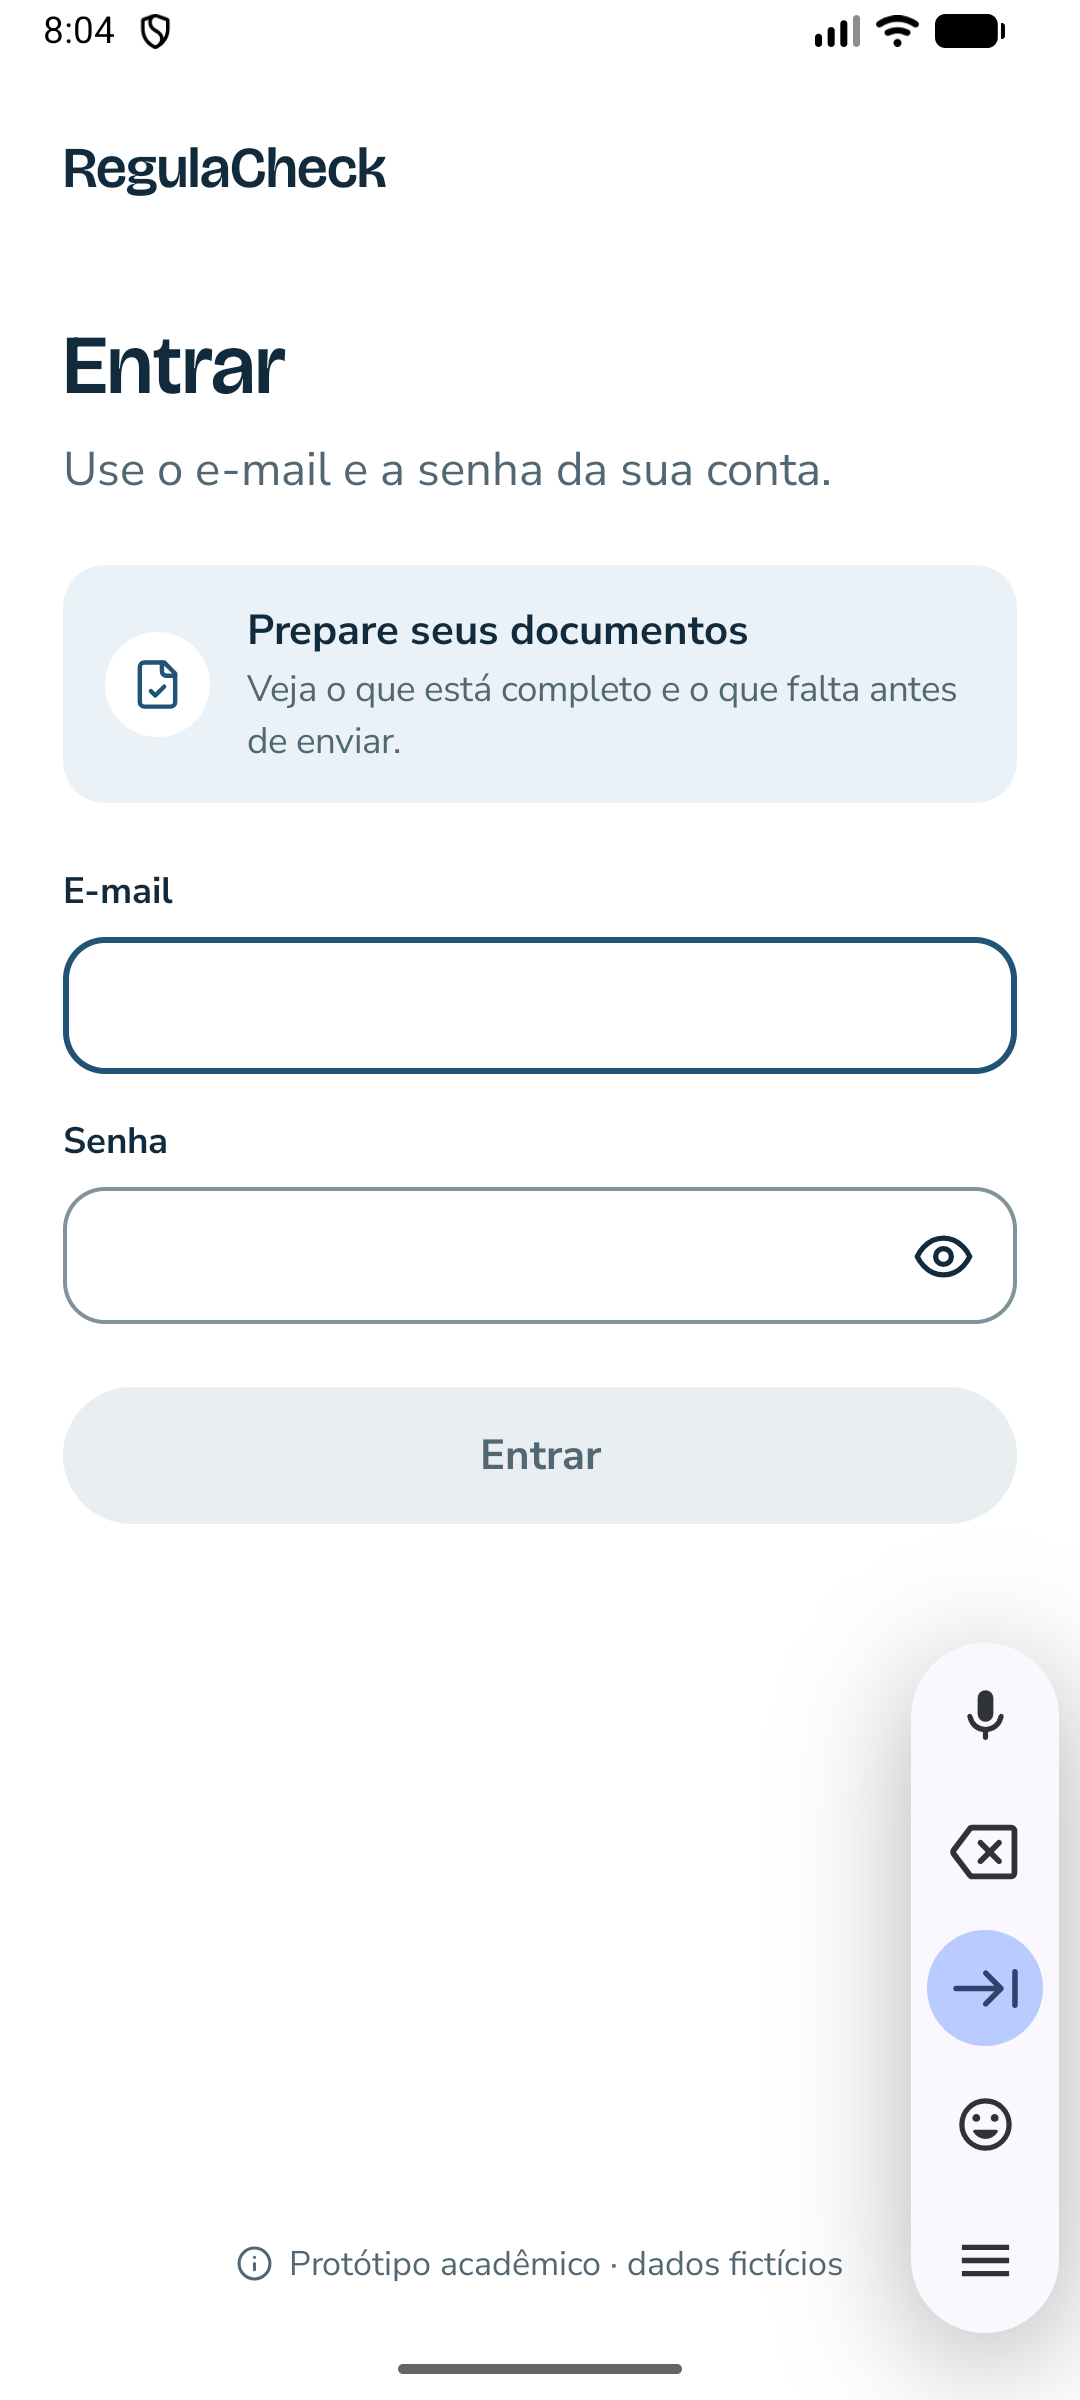 8:04
RegulaCheck
Entrar
Use o e-mail e a senha da sua conta.
Prepare seus documentos
Veja o que está completo e o que falta antes
de enviar.
E-mail
Senha
Entrar
Protótipo acadêmico · dados fictícios